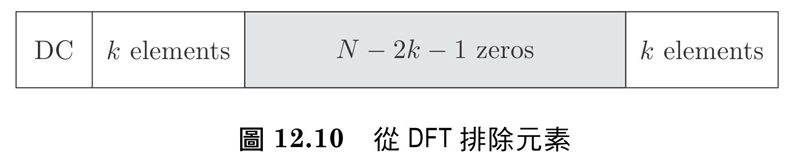 DC k elements N − 2k − 1 zeros k elements
圖 12.10 從 DFT 排除元素